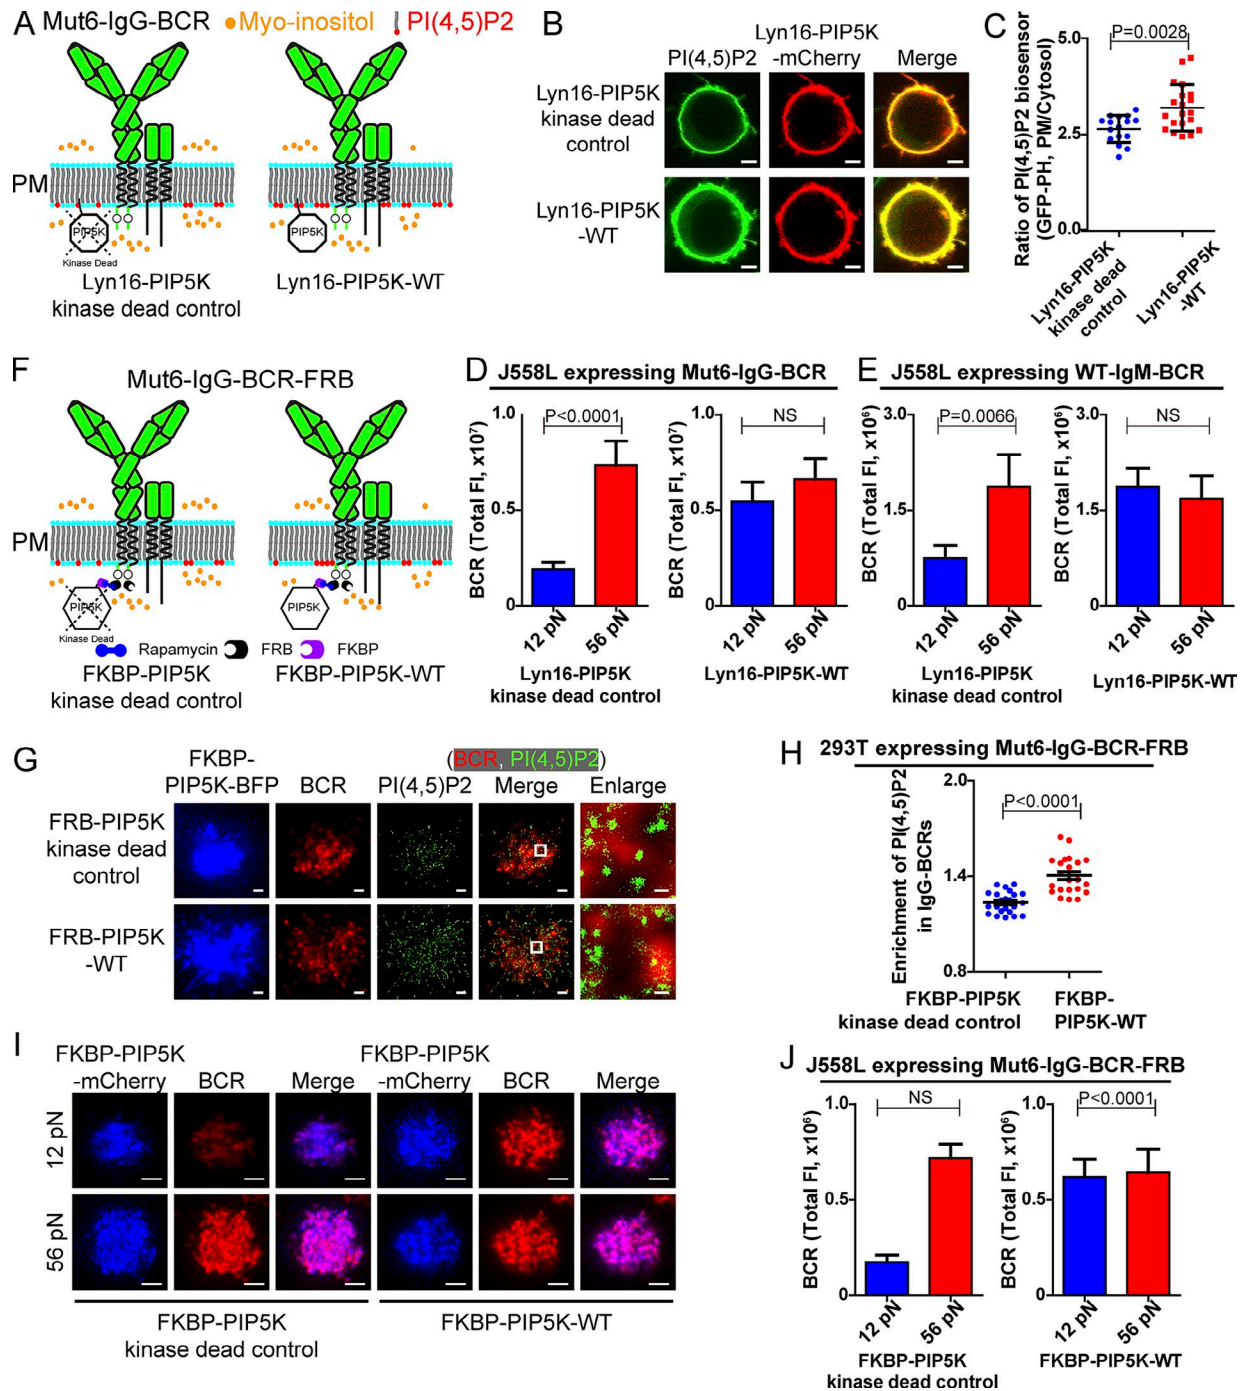 A Mut6-IgG-BCR Myo-inositol PI(4,5)P2
PM
PIP5K
Kinase Dead
PIP5K
Lyn16-PIP5K
kinase dead control
Lyn16-PIP5K-WT
B
Lyn16-PIP5K
PI(4,5)P2 -mCherry Merge
Lyn16-PIP5K
kinase dead
control
Lyn16-PIP5K
-WT
C
P=0.0028
Ratio of PI(4,5)P2 biosensor
(GFP-PH, PM/Cytosol)
5.0
2.5
0.0
Lyn16-PIP5K
kinase dead
control
Lyn16-PIP5K
-WT
F
Mut6-IgG-BCR-FRB
PM
PIP5K
Kinase Dead
PIP5K
Rapamycin FRB FKBP
FKBP-PIP5K
kinase dead control
FKBP-PIP5K-WT
D J558L expressing Mut6-IgG-BCR
BCR (Total FI, x10⁷)
1.0
0.5
0
P<0.0001
12 pN 56 pN
Lyn16-PIP5K
kinase dead control
BCR (Total FI, x10⁷)
1.0
0.5
0
NS
12 pN 56 pN
Lyn16-PIP5K-WT
E J558L expressing WT-IgM-BCR
BCR (Total FI, x10⁶)
3.0
1.5
0
P=0.0066
12 pN 56 pN
Lyn16-PIP5K
kinase dead control
BCR (Total FI, x10⁶)
3.0
1.5
0
NS
12 pN 56 pN
Lyn16-PIP5K-WT
G
FKBP-
PIP5K-BFP BCR PI(4,5)P2 Merge Enlarge
(BCR, PI(4,5)P2)
FRB-PIP5K
kinase dead
control
FRB-PIP5K
-WT
H 293T expressing Mut6-IgG-BCR-FRB
Enrichment of PI(4,5)P2
in IgG-BCRs
2.0
1.4
0.8
P<0.0001
FKBP-PIP5K
kinase dead control
FKBP-
PIP5K-WT
I
FKBP-PIP5K
-mCherry BCR Merge
FKBP-PIP5K
-mCherry BCR Merge
12 pN
56 pN
FKBP-PIP5K
kinase dead control
FKBP-PIP5K-WT
J J558L expressing Mut6-IgG-BCR-FRB
BCR (Total FI, x10⁶)
1.0
0.5
0
NS
12 pN 56 pN
FKBP-PIP5K
kinase dead control
BCR (Total FI, x10⁶)
1.0
0.5
0
P<0.0001
12 pN 56 pN
FKBP-PIP5K-WT